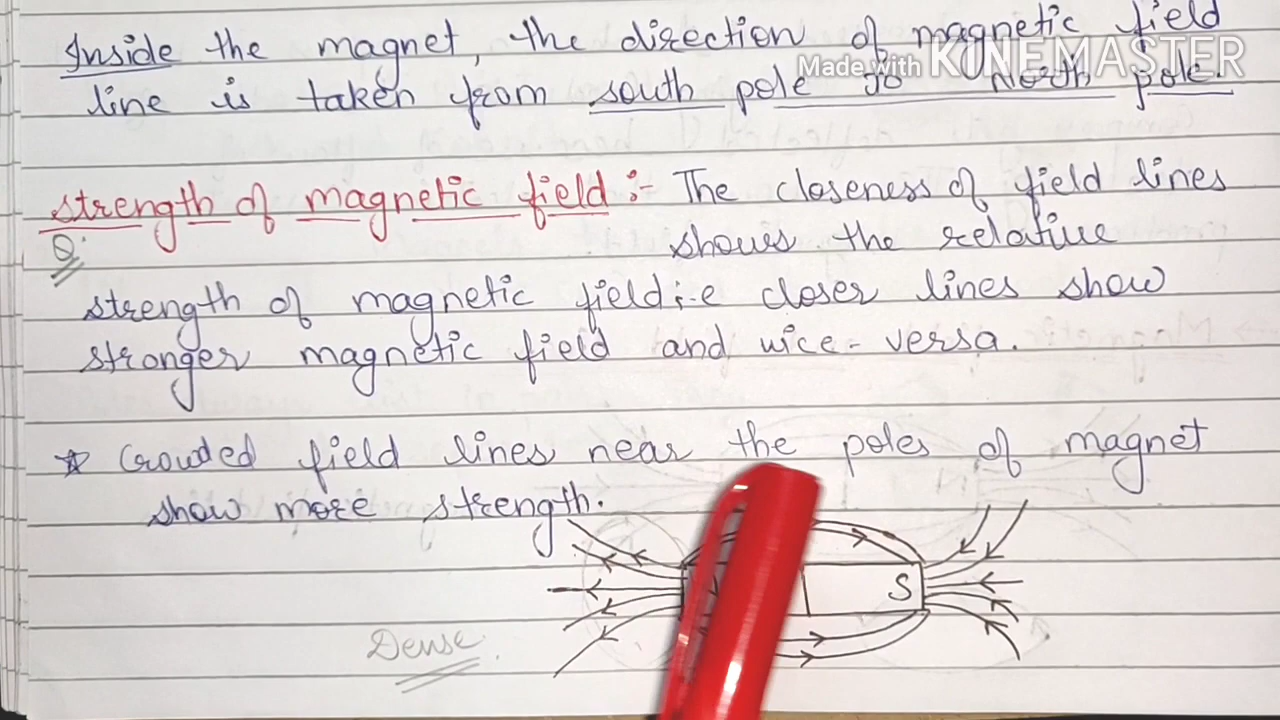 Inside the magnet, the direction of magnetic field
Made with KINEMASTER
line is taken from south pole to north pole.
strength of magnetic field :- The closeness of field lines
Q.
shows the relative
strength of magnetic field i.e closer lines show
stronger magnetic field and vice-versa.
☆ Crowded field lines near the poles of magnet
show more strength.
S
Dense